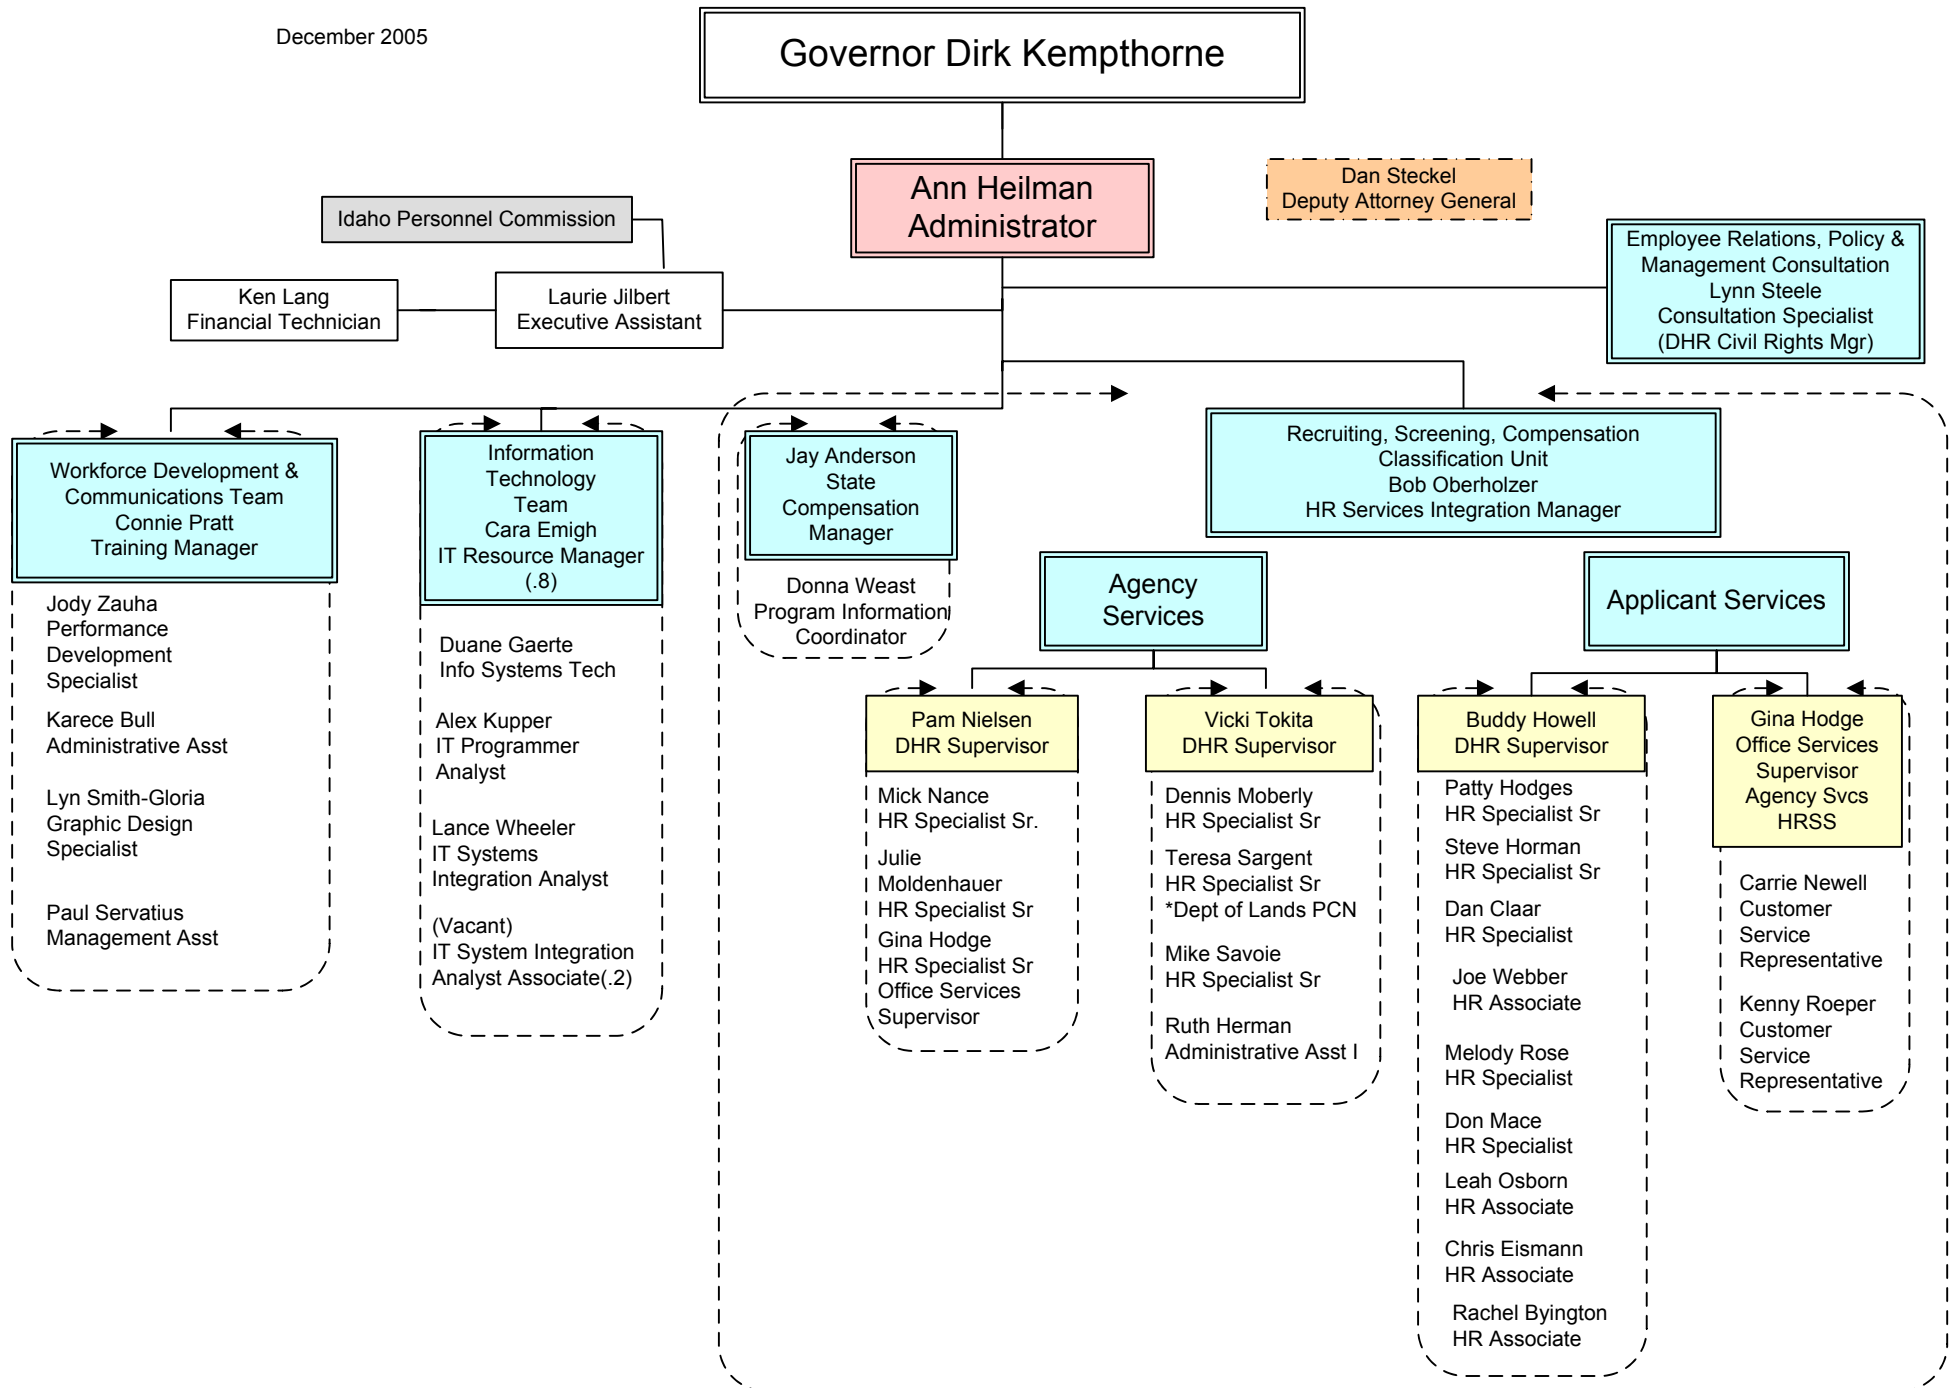 December 2005
Governor Dirk Kempthorne
Ann Heilman
Administrator
Dan Steckel
Deputy Attorney General
Idaho Personnel Commission
Employee Relations, Policy &
Management Consultation
Lynn Steele
Consultation Specialist
(DHR Civil Rights Mgr)
Ken Lang
Financial Technician
Laurie Jilbert
Executive Assistant
Workforce Development &
Communications Team
Connie Pratt
Training Manager
Jody Zauha
Performance
Development
Specialist
Karece Bull
Administrative Asst
Lyn Smith-Gloria
Graphic Design
Specialist
Paul Servatius
Management Asst
Information
Technology
Team
Cara Emigh
IT Resource Manager
(.8)
Duane Gaerte
Info Systems Tech
Alex Kupper
IT Programmer
Analyst
Lance Wheeler
IT Systems
Integration Analyst
(Vacant)
IT System Integration
Analyst Associate(.2)
Jay Anderson
State
Compensation
Manager
Donna Weast
Program Information
Coordinator
Recruiting, Screening, Compensation
Classification Unit
Bob Oberholzer
HR Services Integration Manager
Agency
Services
Applicant Services
Pam Nielsen
DHR Supervisor
Mick Nance
HR Specialist Sr.
Julie
Moldenhauer
HR Specialist Sr
Gina Hodge
HR Specialist Sr
Office Services
Supervisor
Vicki Tokita
DHR Supervisor
Dennis Moberly
HR Specialist Sr
Teresa Sargent
HR Specialist Sr
*Dept of Lands PCN
Mike Savoie
HR Specialist Sr
Ruth Herman
Administrative Asst I
Buddy Howell
DHR Supervisor
Patty Hodges
HR Specialist Sr
Steve Horman
HR Specialist Sr
Dan Claar
HR Specialist
Joe Webber
HR Associate
Melody Rose
HR Specialist
Don Mace
HR Specialist
Leah Osborn
HR Associate
Chris Eismann
HR Associate
Rachel Byington
HR Associate
Gina Hodge
Office Services
Supervisor
Agency Svcs
HRSS
Carrie Newell
Customer
Service
Representative
Kenny Roeper
Customer
Service
Representative